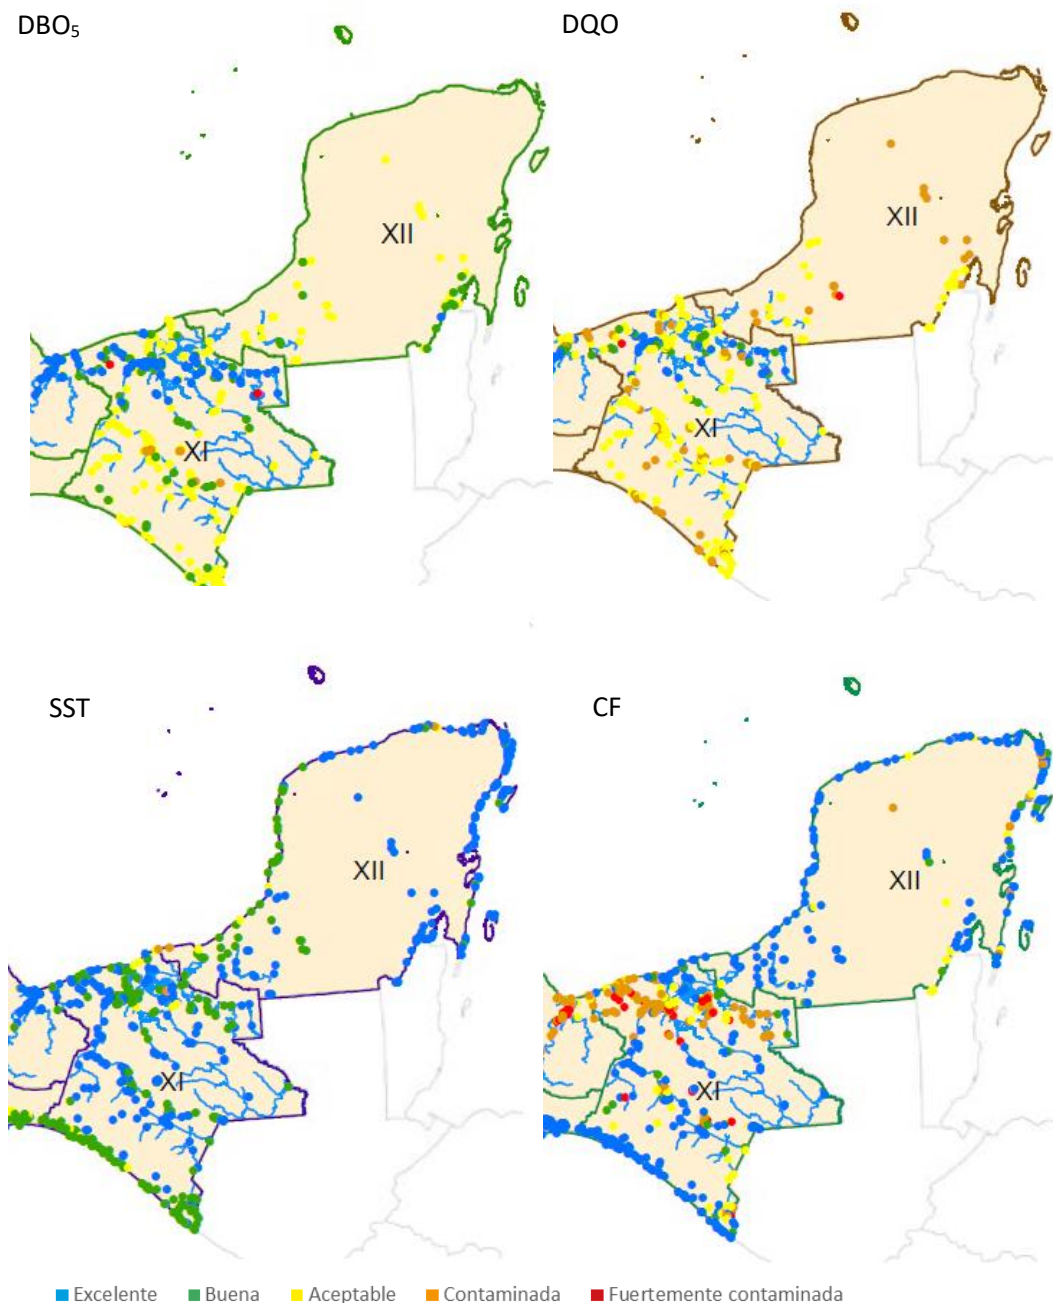 DBO₅
DQO
XII
XII
XI
XI
SST
CF
XII
XII
XI
XI
Excelente Buena Aceptable Contaminada Fuertemente contaminada